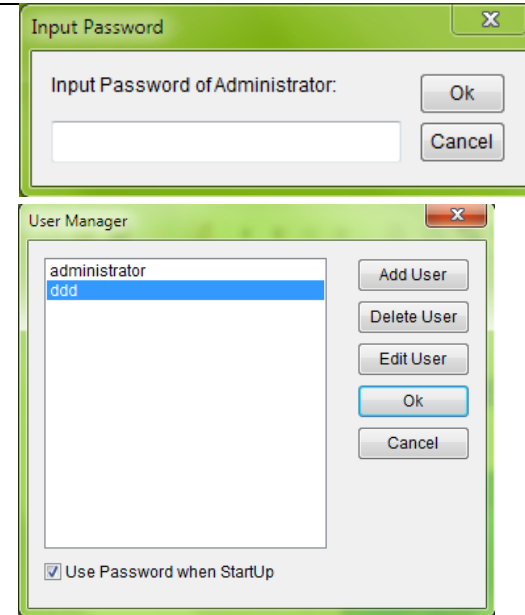 Input Password
Input Password of Administrator:
Ok
Cancel
User Manager
administrator
ddd
Add User
Delete User
Edit User
Ok
Cancel
Use Password when StartUp